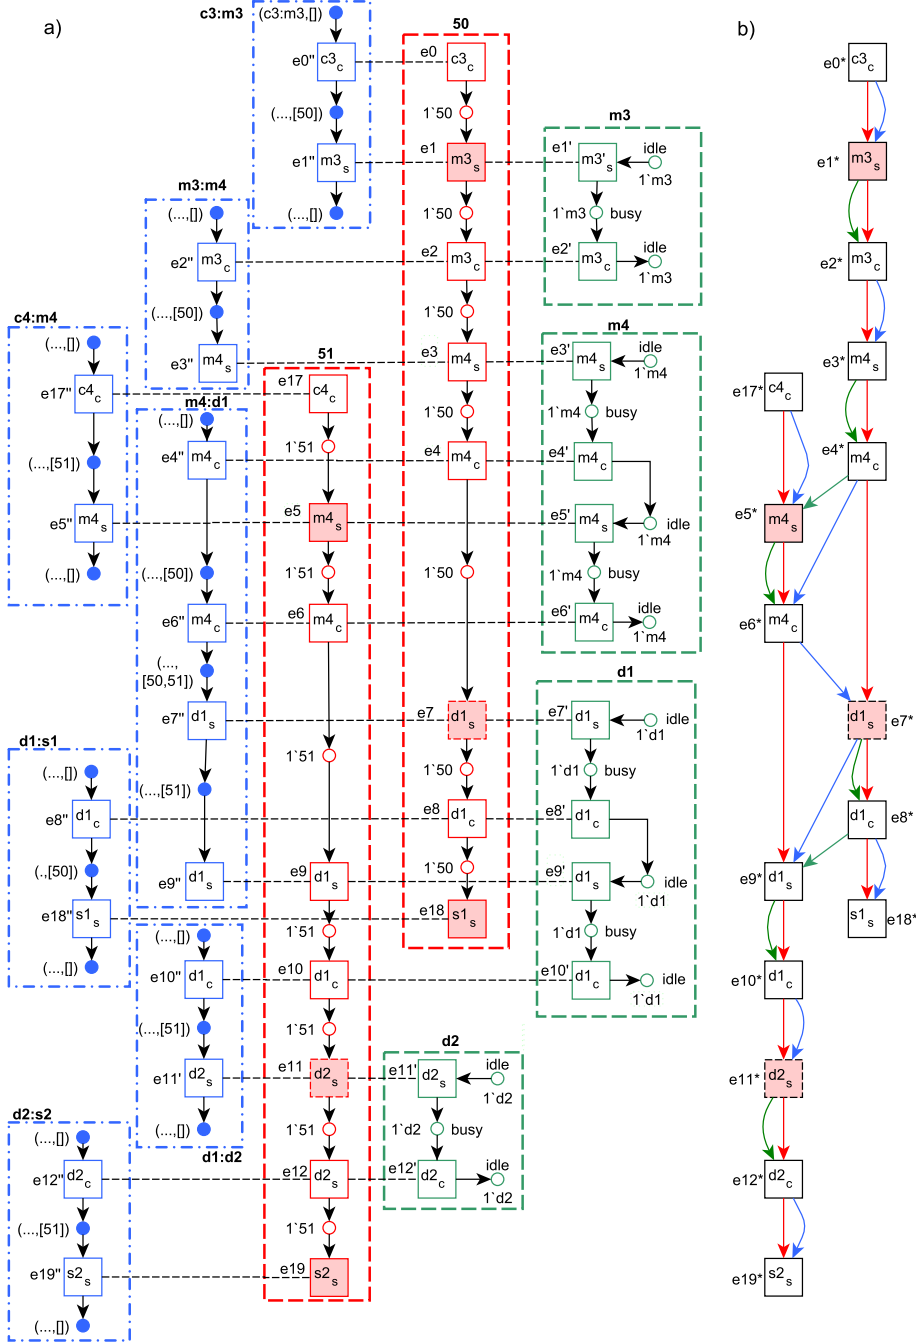 a)
b)
c3:m3
(c3:m3,[])
e0"
c3c
(...,[50])
e1"
m3s
(...,[])
50
e0
c3c
1`50
e1
m3s
1`50
e2
m3c
1`50
e3
m4s
1`50
e4
m4c
1`50
e7
d1s
1`50
e8
d1c
1`50
e18
s1s
m3
e1'
m3's
idle
1`m3
1`m3
busy
e2'
m3c
idle
1`m3
m3:m4
(...,[])
e2"
m3c
(...,[50])
e3"
m4s
c4:m4
(...,[])
e17"
c4c
(...,[51])
e5"
m4s
(...,[])
m4:d1
(...,[])
e4"
m4c
(...,[50])
e6"
m4c
(...,
[50,51])
e7"
d1s
(...,[51])
e9"
d1s
51
e17
c4c
1`51
e5
m4s
1`51
e6
m4c
1`51
e9
d1s
1`51
e10
d1c
1`51
e11
d2s
1`51
e12
d2s
1`51
e19
s2s
m4
e3'
m4s
idle
1`m4
1`m4
busy
e4'
m4c
e5'
m4s
idle
1`m4
1`m4
busy
e6'
m4c
idle
1`m4
d1
e7'
d1s
idle
1`d1
1`d1
busy
e8'
d1c
e9'
d1s
idle
1`d1
1`d1
busy
e10'
d1c
idle
1`d1
d1:s1
(...,[])
e8"
d1c
(.,[50])
e18"
s1s
(...,[])
(...,[])
e10"
d1c
(...,[51])
e11'
d2s
(...,[])
d1:d2
d2
e11'
d2s
idle
1`d2
1`d2
busy
e12'
d2c
idle
1`d2
d2:s2
(...,[])
e12"
d2c
(...,[51])
e19"
s2s
(...,[])
e0*
c3c
e1*
m3s
e2*
m3c
e3*
m4s
e17*
c4c
e4*
m4c
e5*
m4s
e6*
m4c
d1s
e7*
d1c
e8*
e9*
d1s
s1s
e18*
e10*
d1c
e11*
d2s
e12*
d2c
e19*
s2s